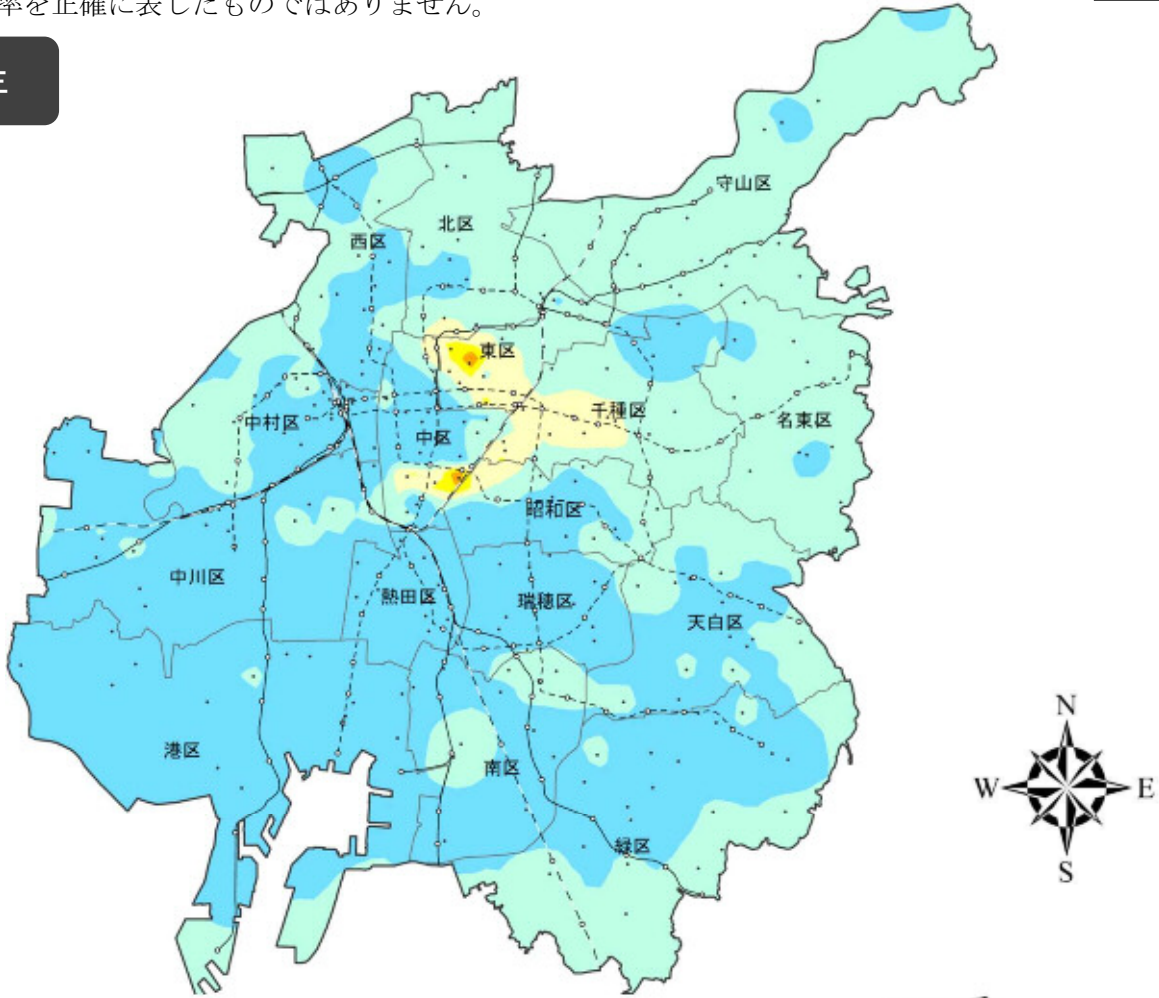 率を正確に表したものではありません。
守山区
北区
西区
東区
千種区
名東区
中村区
中区
昭和区
中川区
熱田区
瑞穂区
天白区
港区
南区
緑区
N
W
E
S